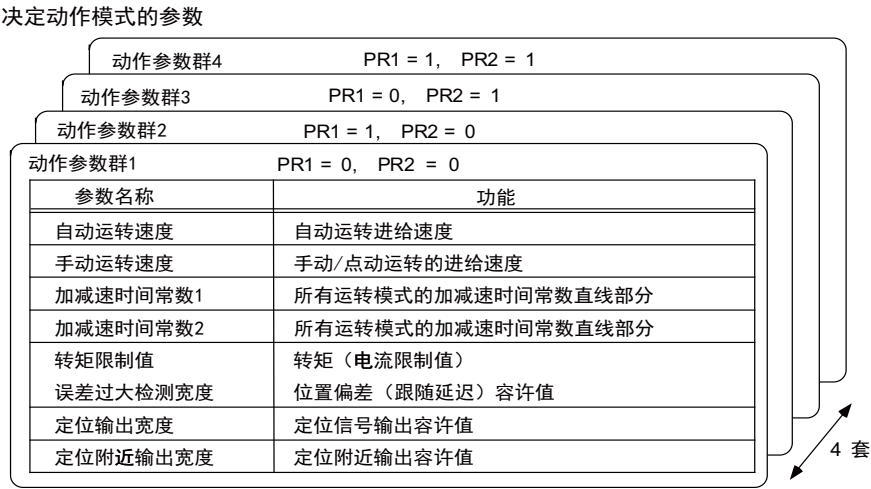 决定动作模式的参数
动作参数群4 PR1 = 1, PR2 = 1
动作参数群3 PR1 = 0, PR2 = 1
动作参数群2 PR1 = 1, PR2 = 0
动作参数群1 PR1 = 0, PR2 = 0
参数名称 功能
自动运转速度 自动运转进给速度
手动运转速度 手动/点动运转的进给速度
加减速时间常数1 所有运转模式的加减速时间常数直线部分
加减速时间常数2 所有运转模式的加减速时间常数直线部分
转矩限制值 转矩（电流限制值）
误差过大检测宽度 位置偏差（跟随延迟）容许值
定位输出宽度 定位信号输出容许值
定位附近输出宽度 定位附近输出容许值
4 套